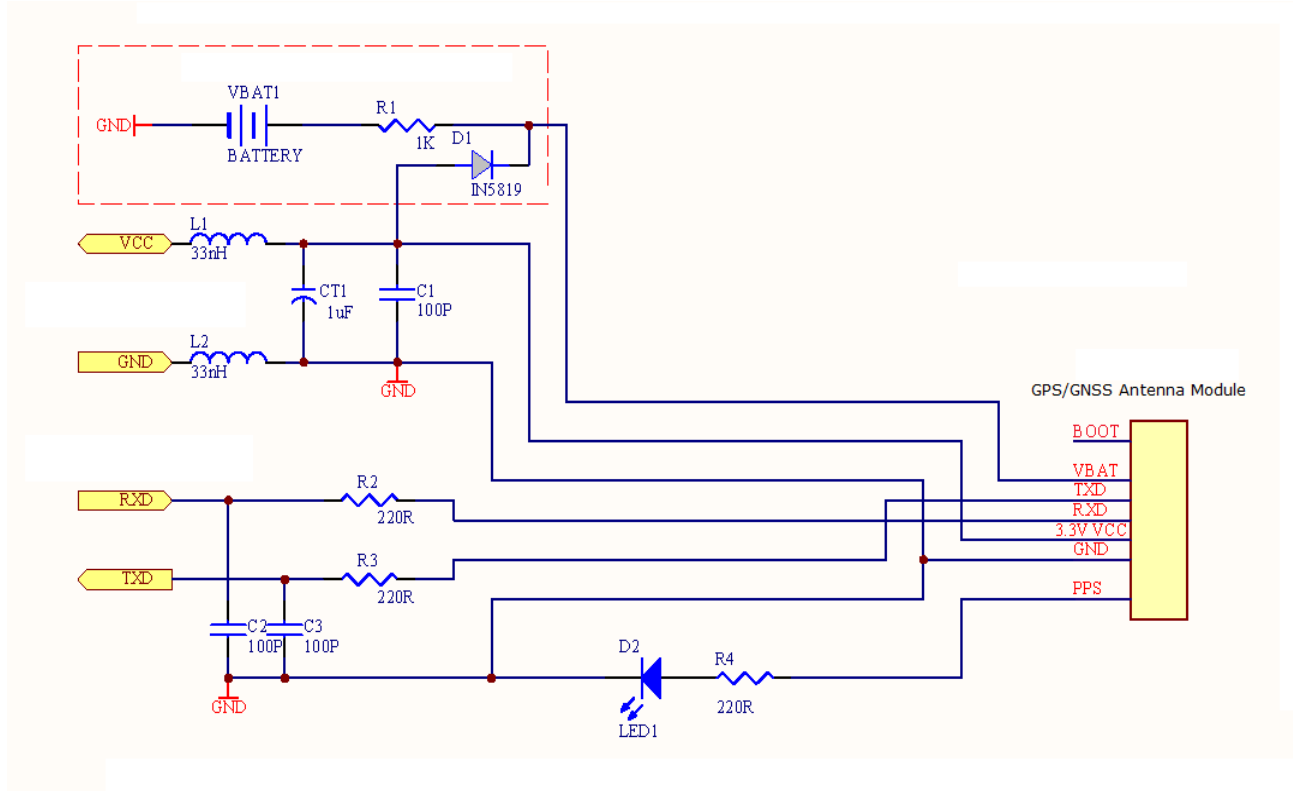 VBAT1
GND
BATTERY
R1
1K
D1
IN5819
VCC
L1
33nH
CT1
1uF
C1
100P
GND
L2
33nH
GND
GPS/GNSS Antenna Module
BOOT
VBAT
TXD
RXD
3.3V VCC
GND
PPS
RXD
R2
220R
TXD
R3
220R
C2
100P
C3
100P
GND
D2
LED1
R4
220R